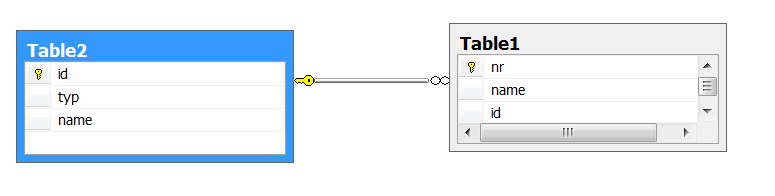 Table2
id
typ
name
Table1
nr
name
id